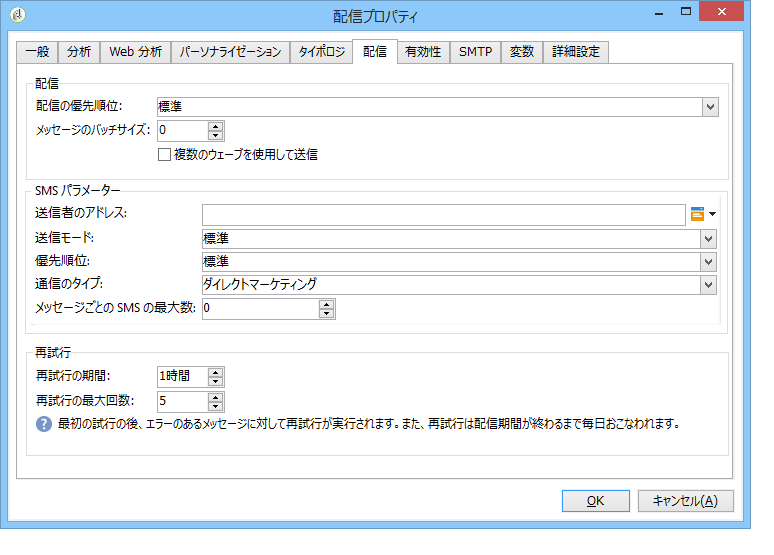 配信プロパティ
一般 分析 Web 分析 パーソナライゼーション タイポロジ 配信 有効性 SMTP 変数 詳細設定
配信
配信の優先順位: 標準
メッセージのバッチサイズ: 0
複数のウェーブを使用して送信
SMS パラメーター
送信者のアドレス:
送信モード: 標準
優先順位: 標準
通信のタイプ: ダイレクトマーケティング
メッセージごとの SMS の最大数: 0
再試行
再試行の期間: 1時間
再試行の最大回数: 5
? 最初の試行の後、エラーのあるメッセージに対して再試行が実行されます。また、再試行は配信期間が終わるまで毎日おこなわれます。
OK キャンセル(A)